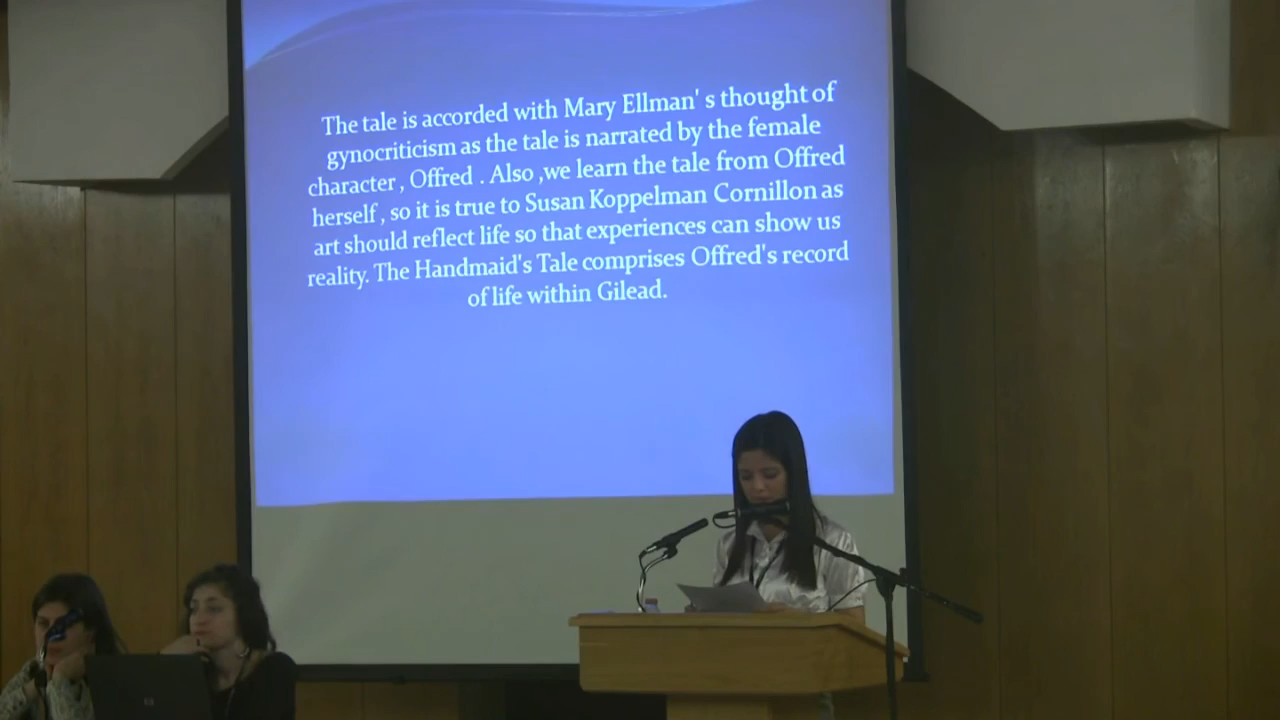 The tale is accorded with Mary Ellman' s thought of
gynocriticism as the tale is narrated by the female
character , Offred . Also ,we learn the tale from Offred
herself , so it is true to Susan Koppelman Cornillon as
art should reflect life so that experiences can show us
reality. The Handmaid's Tale comprises Offred's record
of life within Gilead.